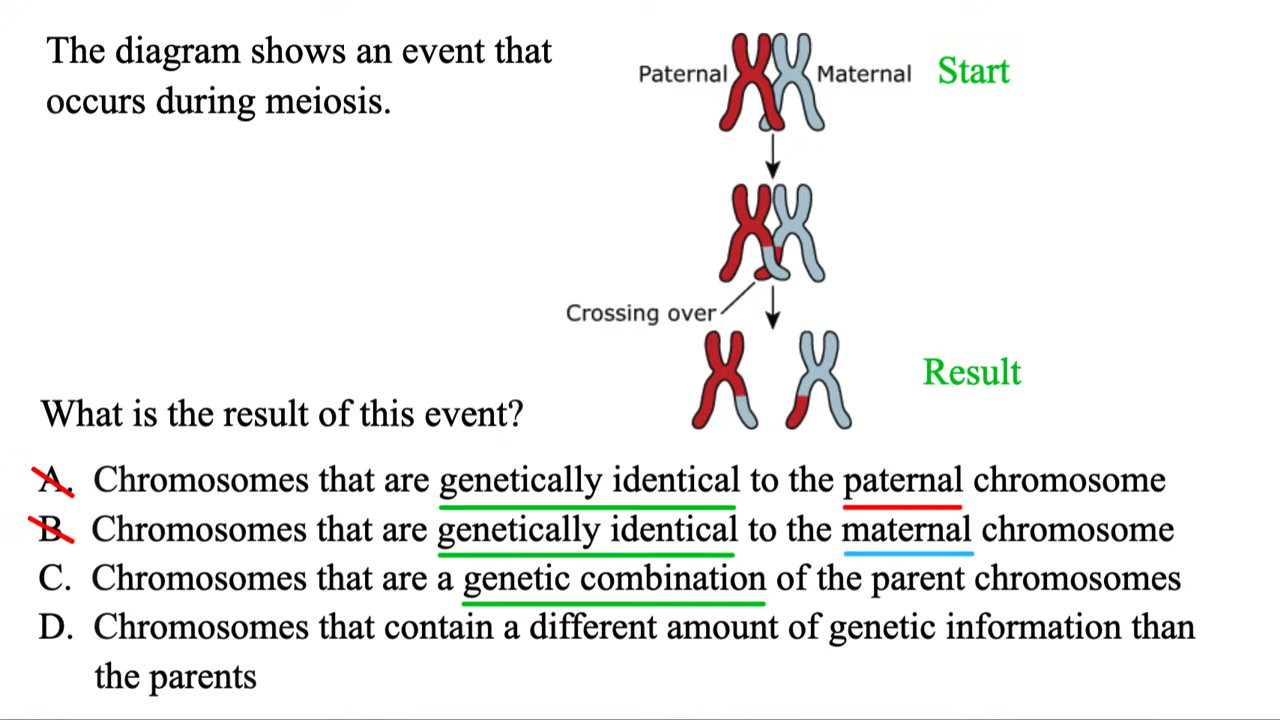 The diagram shows an event that
occurs during meiosis.
Paternal
Maternal
Start
Crossing over
Result
What is the result of this event?
A. Chromosomes that are genetically identical to the paternal chromosome
B. Chromosomes that are genetically identical to the maternal chromosome
C. Chromosomes that are a genetic combination of the parent chromosomes
D. Chromosomes that contain a different amount of genetic information than
the parents